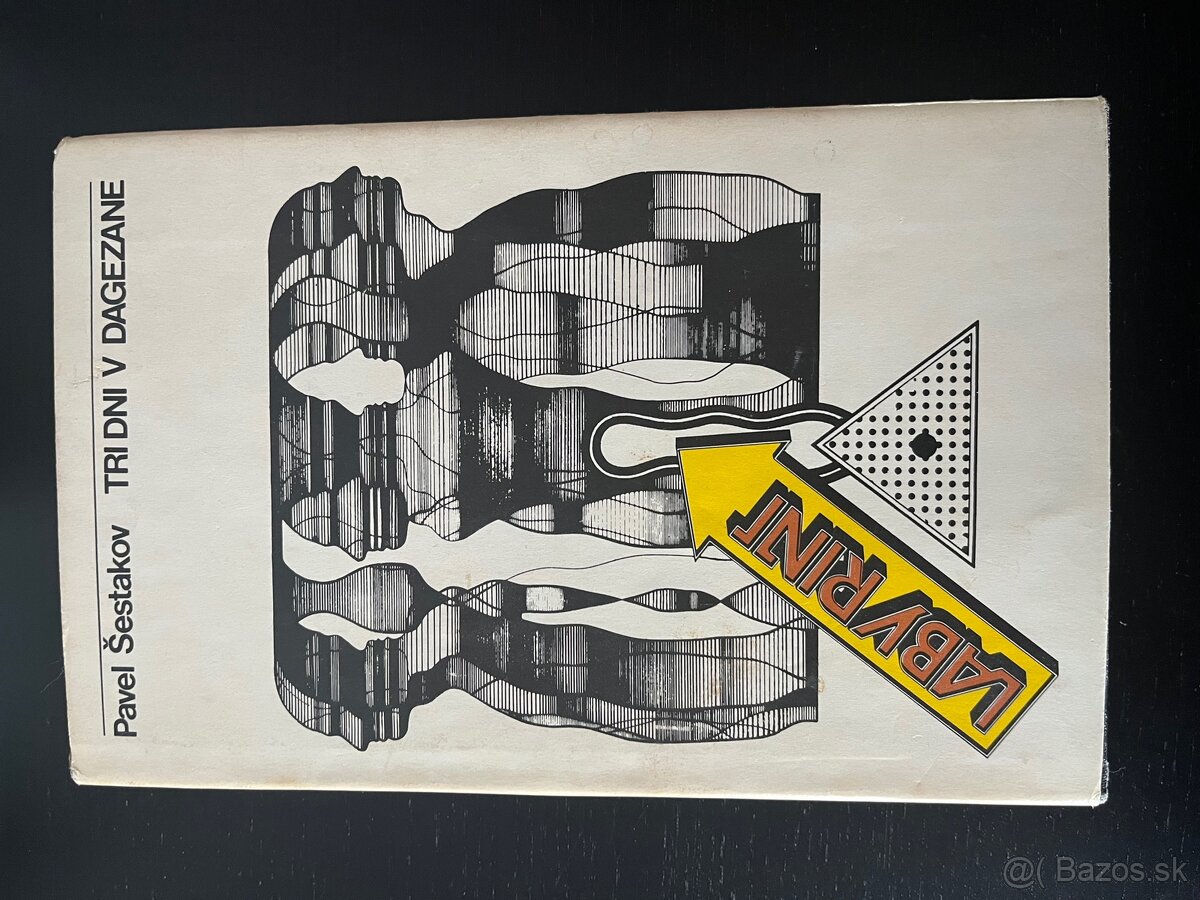 Pavel Šestakov TRI DNI V DAGEZANE
LABYRINT
@( Bazos.sk